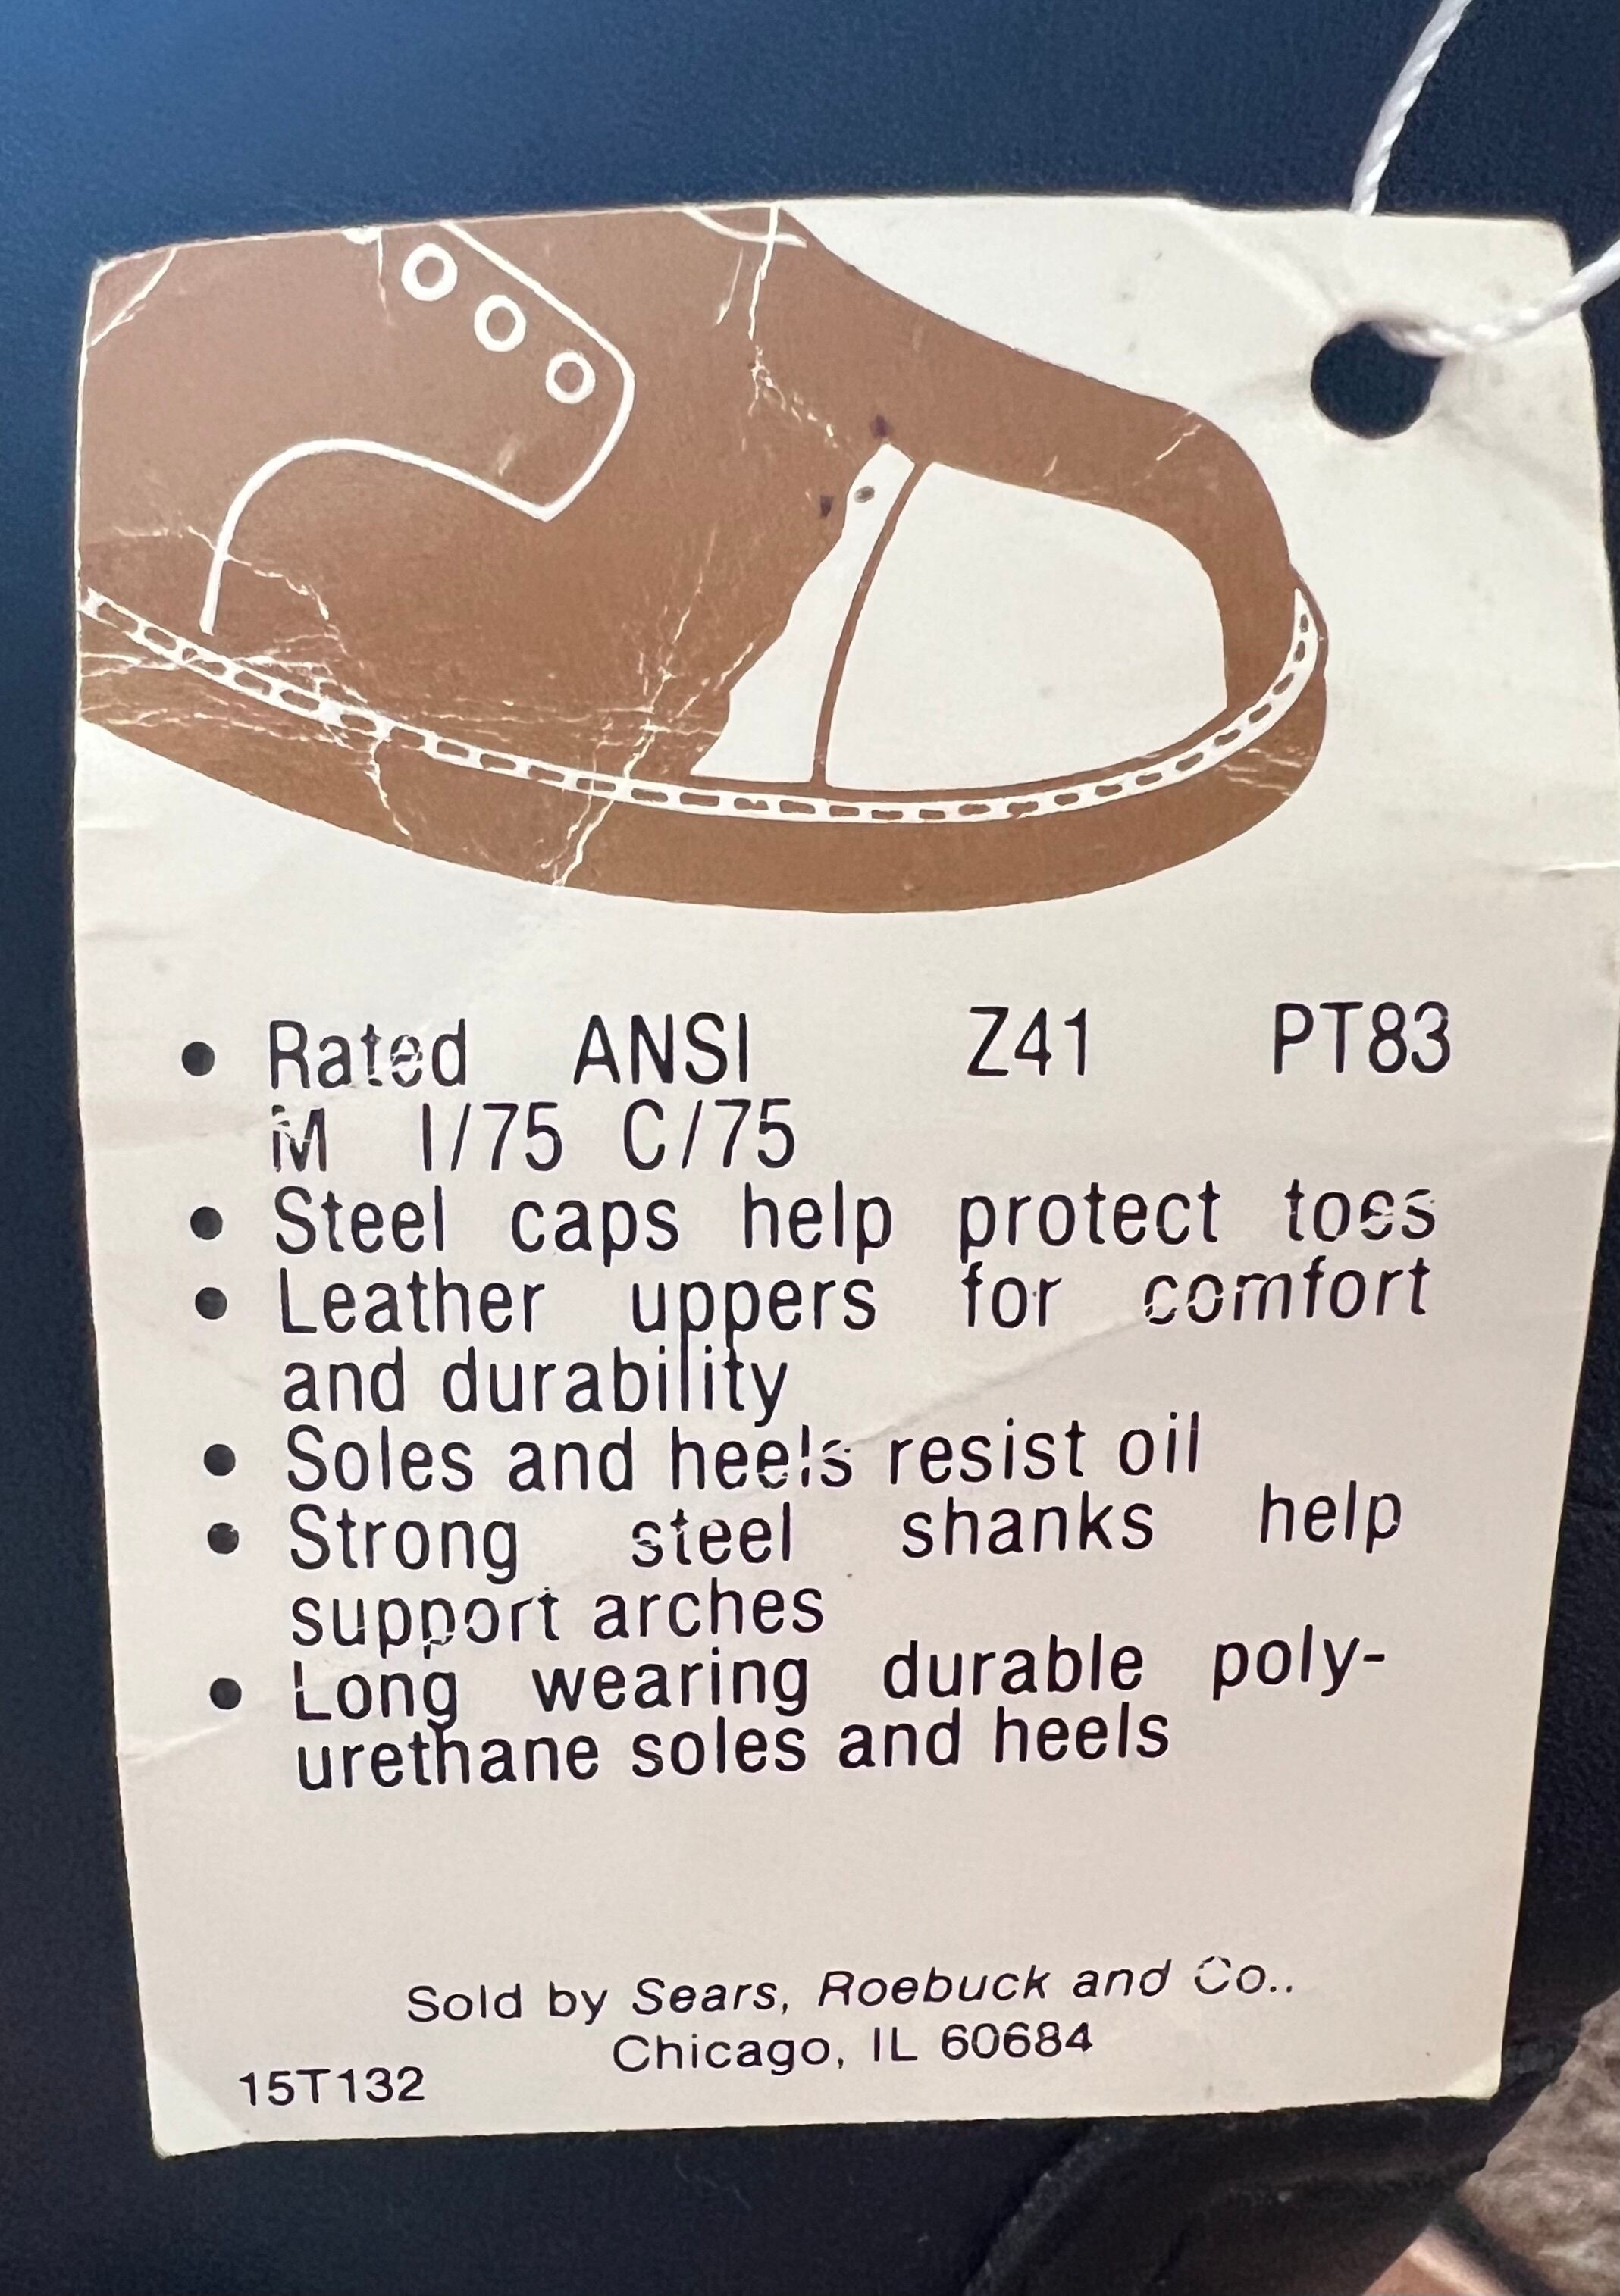 • Rated ANSI Z41 PT83
M I/75 C/75
• Steel caps help protect toes
• Leather uppers for comfort
and durability
• Soles and heels resist oil
• Strong steel shanks help
support arches
• Long wearing durable poly-
urethane soles and heels
Sold by Sears, Roebuck and Co..
Chicago, IL 60684
15T132